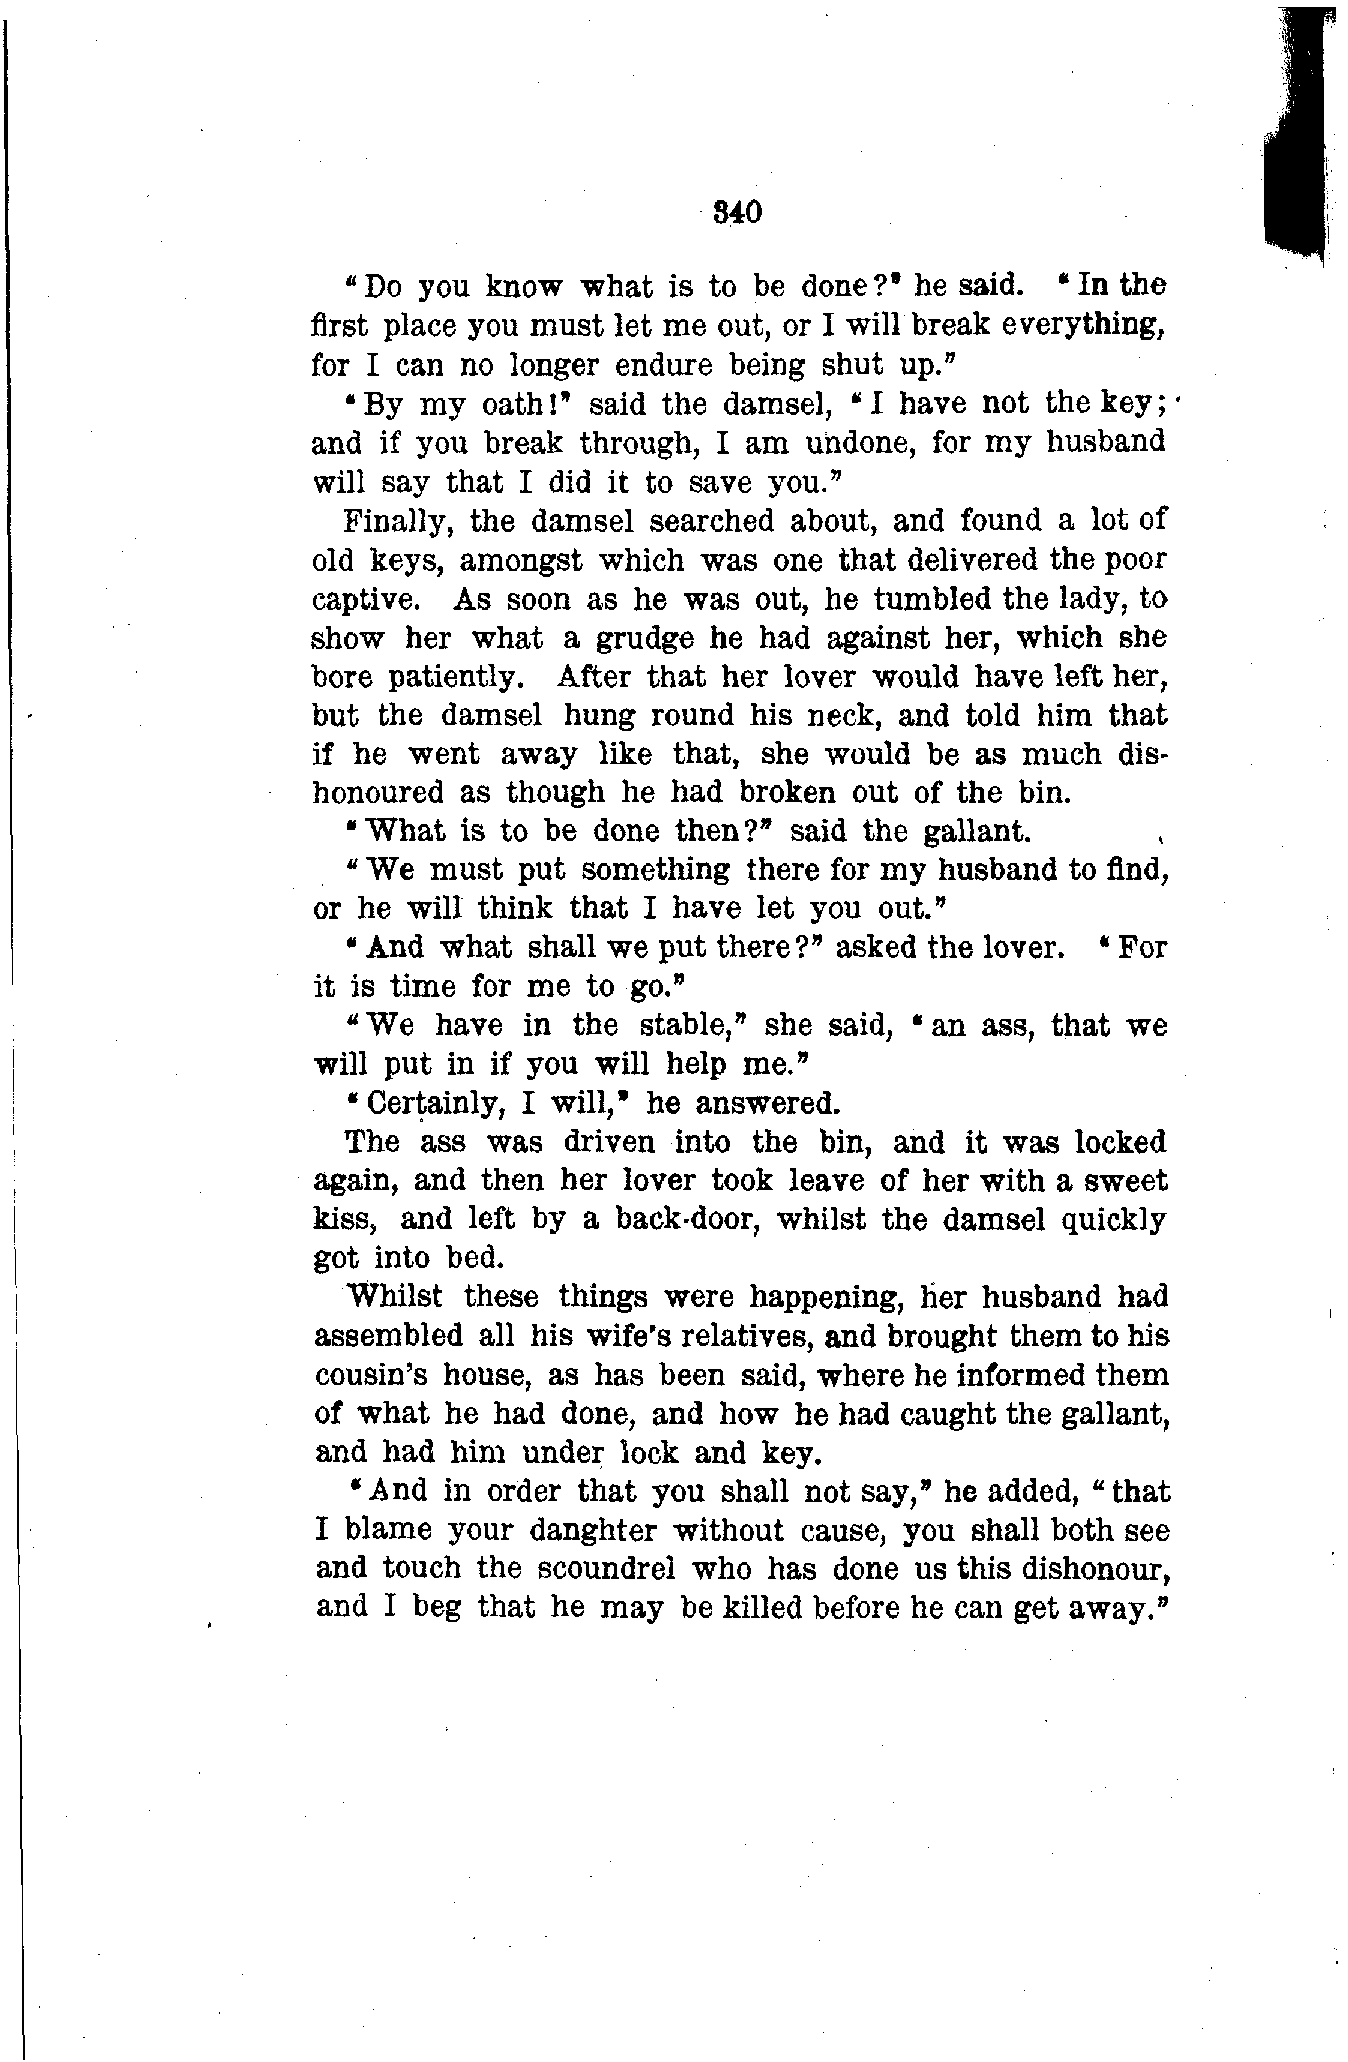 340
“Do you know what is to be done?” he said. “In the
first place you must let me out, or I will break everything,
for I can no longer endure being shut up.”
“By my oath!” said the damsel, “I have not the key;
and if you break through, I am undone, for my husband
will say that I did it to save you.”
Finally, the damsel searched about, and found a lot of
old keys, amongst which was one that delivered the poor
captive. As soon as he was out, he tumbled the lady, to
show her what a grudge he had against her, which she
bore patiently. After that her lover would have left her,
but the damsel hung round his neck, and told him that
if he went away like that, she would be as much dis-
honoured as though he had broken out of the bin.
“What is to be done then?” said the gallant.
“We must put something there for my husband to find,
or he will think that I have let you out.”
“And what shall we put there?” asked the lover. “For
it is time for me to go.”
“We have in the stable,” she said, “an ass, that we
will put in if you will help me.”
“Certainly, I will,” he answered.
The ass was driven into the bin, and it was locked
again, and then her lover took leave of her with a sweet
kiss, and left by a back-door, whilst the damsel quickly
got into bed.
Whilst these things were happening, her husband had
assembled all his wife's relatives, and brought them to his
cousin's house, as has been said, where he informed them
of what he had done, and how he had caught the gallant,
and had him under lock and key.
“And in order that you shall not say,” he added, “that
I blame your danghter without cause, you shall both see
and touch the scoundrel who has done us this dishonour,
and I beg that he may be killed before he can get away.”